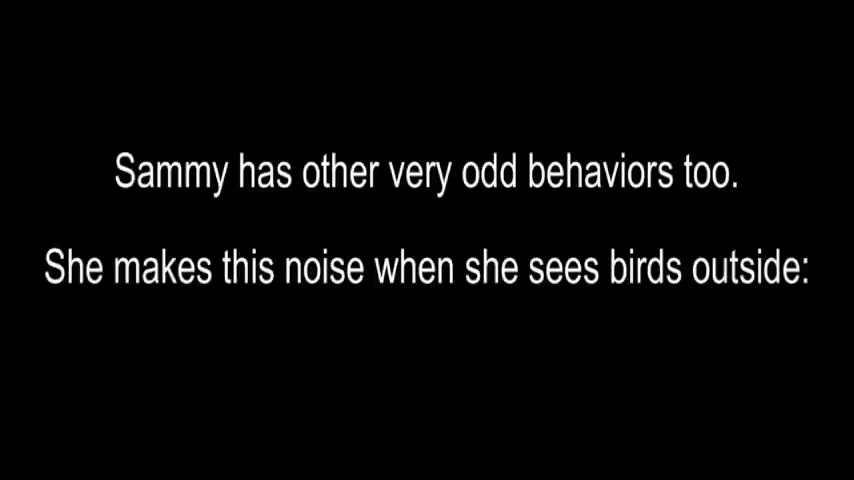 Sammy has other very odd behaviors too.
She makes this noise when she sees birds outside: